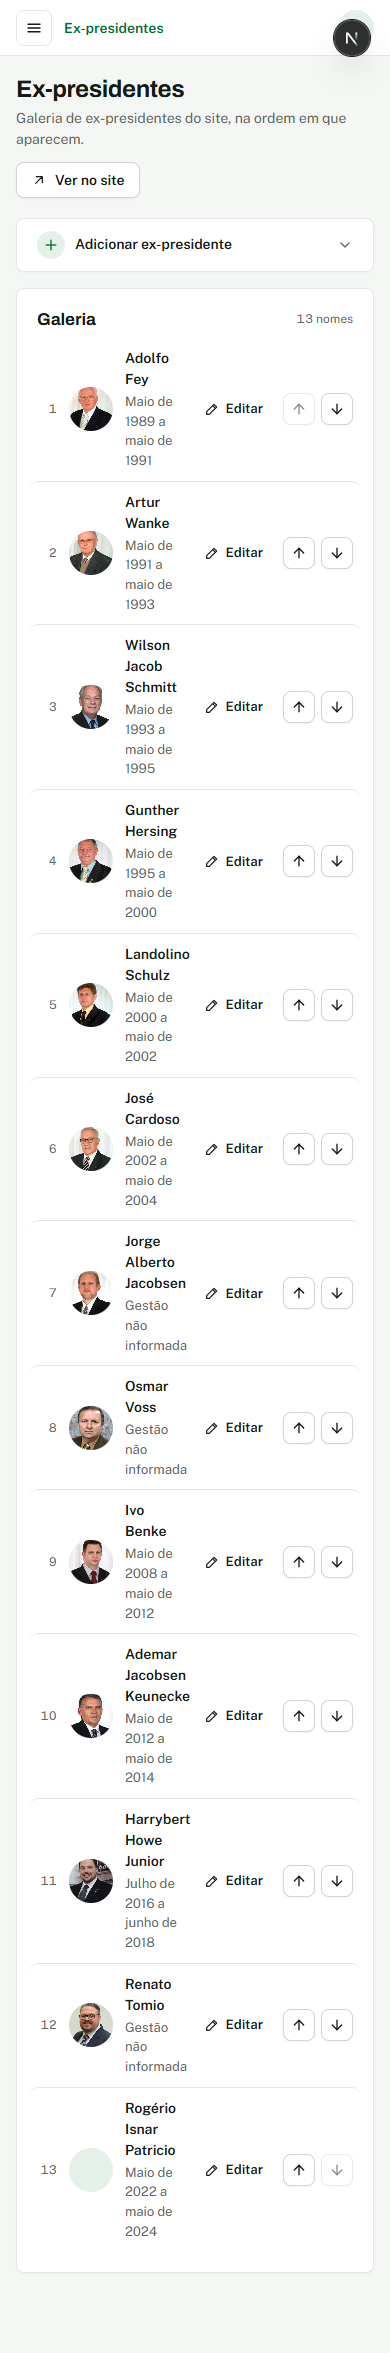 Ex-presidentes
N
Ex-presidentes
Galeria de ex-presidentes do site, na ordem em que
aparecem.
Ver no site
Adicionar ex-presidente
Galeria
13 nomes
Adolfo
Fey
Maio de
1989 a
maio de
1991
1
Editar
Artur
Wanke
Maio de
1991 a
maio de
1993
2
Editar
Wilson
Jacob
Schmitt
Maio de
1993 a
maio de
1995
3
Editar
Gunther
Hersing
Maio de
1995 a
maio de
2000
4
Editar
Landolino
Schulz
Maio de
2000 a
maio de
2002
5
Editar
José
Cardoso
Maio de
2002 a
maio de
2004
6
Editar
Jorge
Alberto
Jacobsen
Gestão
não
informada
7
Editar
Osmar
Voss
Gestão
não
informada
8
Editar
Ivo
Benke
Maio de
2008 a
maio de
2012
9
Editar
Ademar
Jacobsen
Keunecke
Maio de
2012 a
maio de
2014
10
Editar
Harrybert
Howe
Junior
Julho de
2016 a
junho de
2018
11
Editar
Renato
Tomio
Gestão
não
informada
12
Editar
Rogério
Isnar
Patricio
Maio de
2022 a
maio de
2024
13
Editar